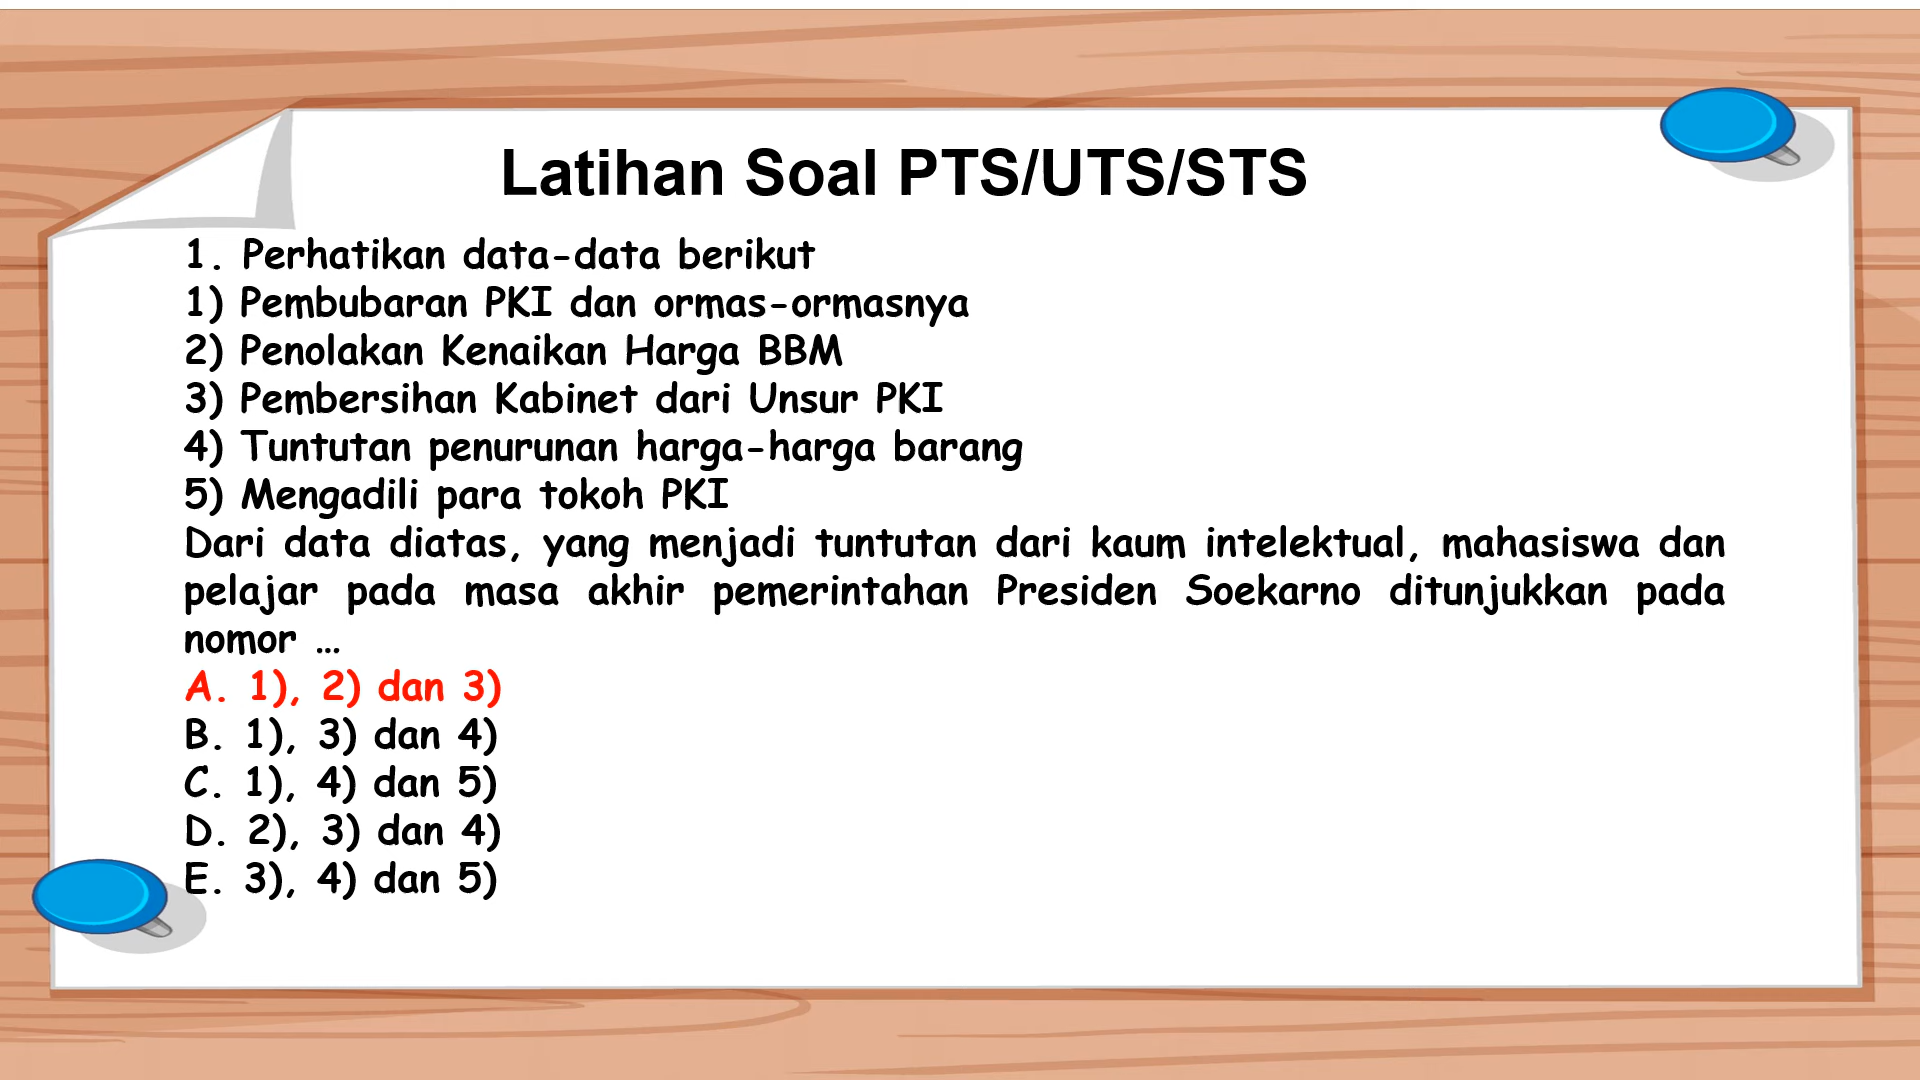 Latihan Soal PTS/UTS/STS
1. Perhatikan data-data berikut
1) Pembubaran PKI dan ormas-ormasnya
2) Penolakan Kenaikan Harga BBM
3) Pembersihan Kabinet dari Unsur PKI
4) Tuntutan penurunan harga-harga barang
5) Mengadili para tokoh PKI
Dari data diatas, yang menjadi tuntutan dari kaum intelektual, mahasiswa dan
pelajar pada masa akhir pemerintahan Presiden Soekarno ditunjukkan pada
nomor …
A. 1), 2) dan 3)
B. 1), 3) dan 4)
C. 1), 4) dan 5)
D. 2), 3) dan 4)
E. 3), 4) dan 5)